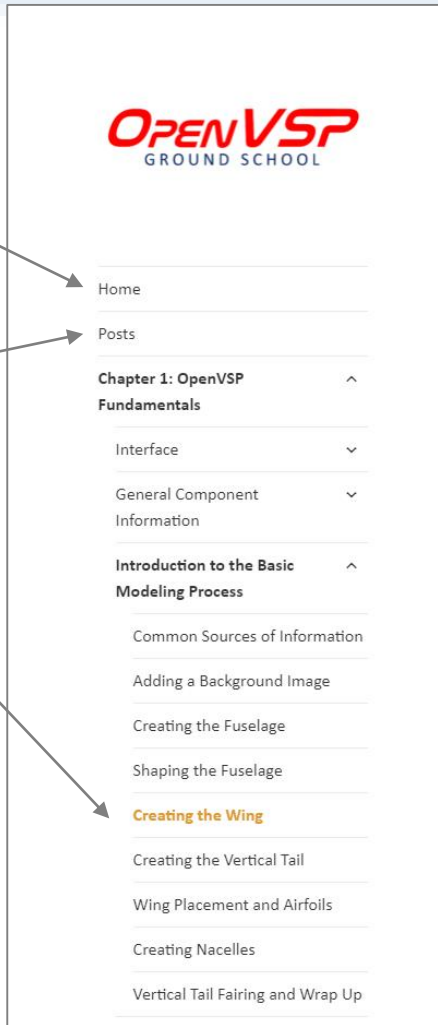 OPENVSP
GROUND SCHOOL
Home
Posts
Chapter 1: OpenVSP
Fundamentals
Interface
General Component
Information
Introduction to the Basic
Modeling Process
Common Sources of Information
Adding a Background Image
Creating the Fuselage
Shaping the Fuselage
Creating the Wing
Creating the Vertical Tail
Wing Placement and Airfoils
Creating Nacelles
Vertical Tail Fairing and Wrap Up